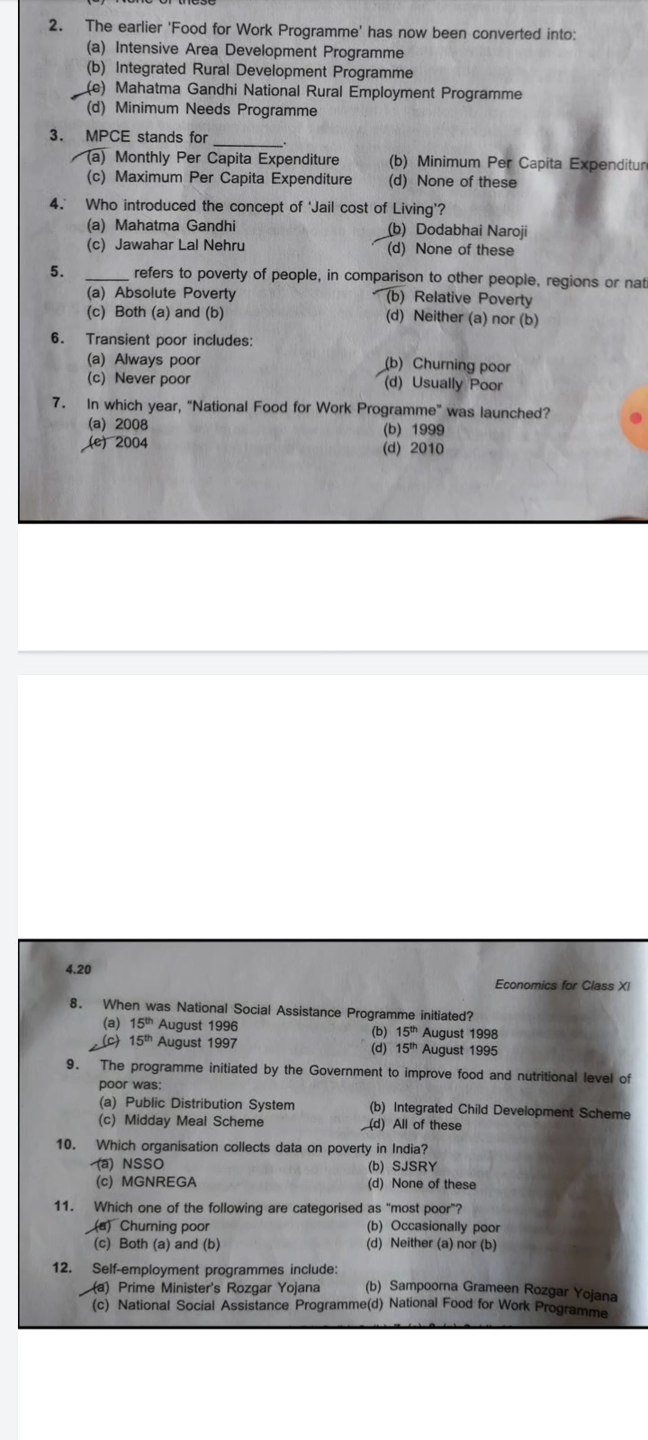 2. The earlier 'Food for Work Programme' has now been converted into:
(a) Intensive Area Development Programme
(b) Integrated Rural Development Programme
(c) Mahatma Gandhi National Rural Employment Programme
(d) Minimum Needs Programme
3. MPCE stands for ________.
(a) Monthly Per Capita Expenditure (b) Minimum Per Capita Expenditur
(c) Maximum Per Capita Expenditure (d) None of these
4. Who introduced the concept of 'Jail cost of Living'?
(a) Mahatma Gandhi (b) Dodabhai Naroji
(c) Jawahar Lal Nehru (d) None of these
5. _____ refers to poverty of people, in comparison to other people, regions or nat
(a) Absolute Poverty (b) Relative Poverty
(c) Both (a) and (b) (d) Neither (a) nor (b)
6. Transient poor includes:
(a) Always poor (b) Churning poor
(c) Never poor (d) Usually Poor
7. In which year, "National Food for Work Programme" was launched?
(a) 2008 (b) 1999
(c) 2004 (d) 2010
4.20
Economics for Class XI
8. When was National Social Assistance Programme initiated?
(a) 15th August 1996 (b) 15th August 1998
(c) 15th August 1997 (d) 15th August 1995
9. The programme initiated by the Government to improve food and nutritional level of
poor was:
(a) Public Distribution System (b) Integrated Child Development Scheme
(c) Midday Meal Scheme (d) All of these
10. Which organisation collects data on poverty in India?
(a) NSSO (b) SJSRY
(c) MGNREGA (d) None of these
11. Which one of the following are categorised as "most poor"?
(a) Churning poor (b) Occasionally poor
(c) Both (a) and (b) (d) Neither (a) nor (b)
12. Self-employment programmes include:
(a) Prime Minister's Rozgar Yojana (b) Sampoorna Grameen Rozgar Yojana
(c) National Social Assistance Programme(d) National Food for Work Programme